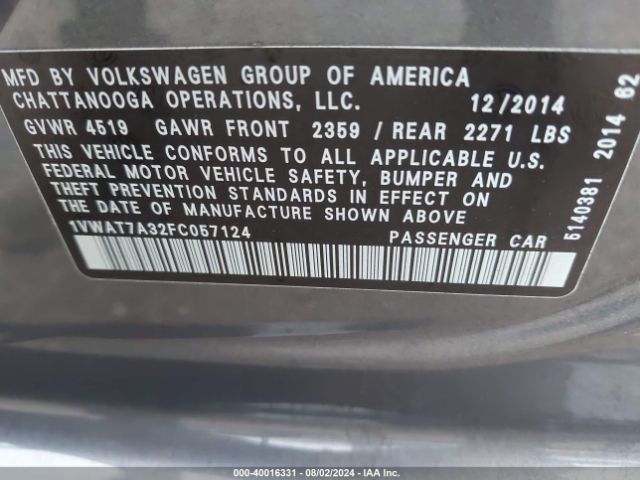 MFD BY VOLKSWAGEN GROUP OF AMERICA
CHATTANOOGA OPERATIONS, LLC. 12/2014
GVWR 4519 GAWR FRONT 2359 / REAR 2271 LBS
THIS VEHICLE CONFORMS TO ALL APPLICABLE U.S.
FEDERAL MOTOR VEHICLE SAFETY, BUMPER AND
THEFT PREVENTION STANDARDS IN EFFECT ON
THE DATE OF MANUFACTURE SHOWN ABOVE
1VWAT7A32FC057124 PASSENGER CAR
5140381 2014 62
000-40016331 - 08/02/2024 - IAA Inc.